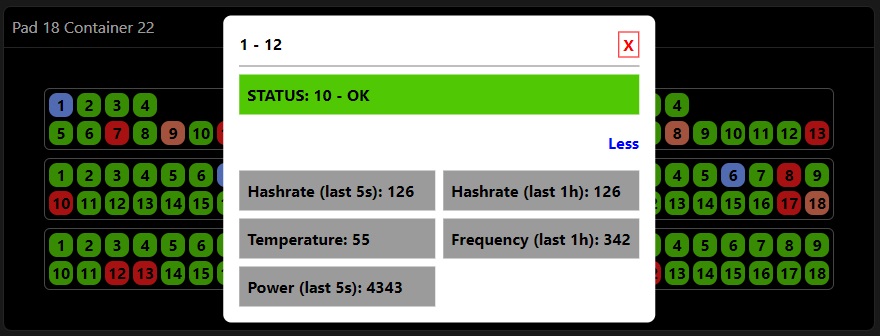 Pad 18 Container 22
1 - 12
X
STATUS: 10 - OK
Less
Hashrate (last 5s): 126
Hashrate (last 1h): 126
Temperature: 55
Frequency (last 1h): 342
Power (last 5s): 4343
1 2 3 4
4
5 6 7 8 9 10
8 9 10 11 12 13
1 2 3 4 5 6
4 5 6 7 8 9
10 11 12 13 14 15
13 14 15 16 17 18
1 2 3 4 5 6
4 5 6 7 8 9
10 11 12 13 14 15
13 14 15 16 17 18